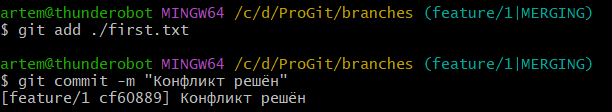 artem@thunderobot MINGW64 /c/d/ProGit/branches (feature/1|MERGING)
$ git add ./first.txt
artem@thunderobot MINGW64 /c/d/ProGit/branches (feature/1|MERGING)
$ git commit -m "Конфликт решён"
[feature/1 cf60889] Конфликт решён